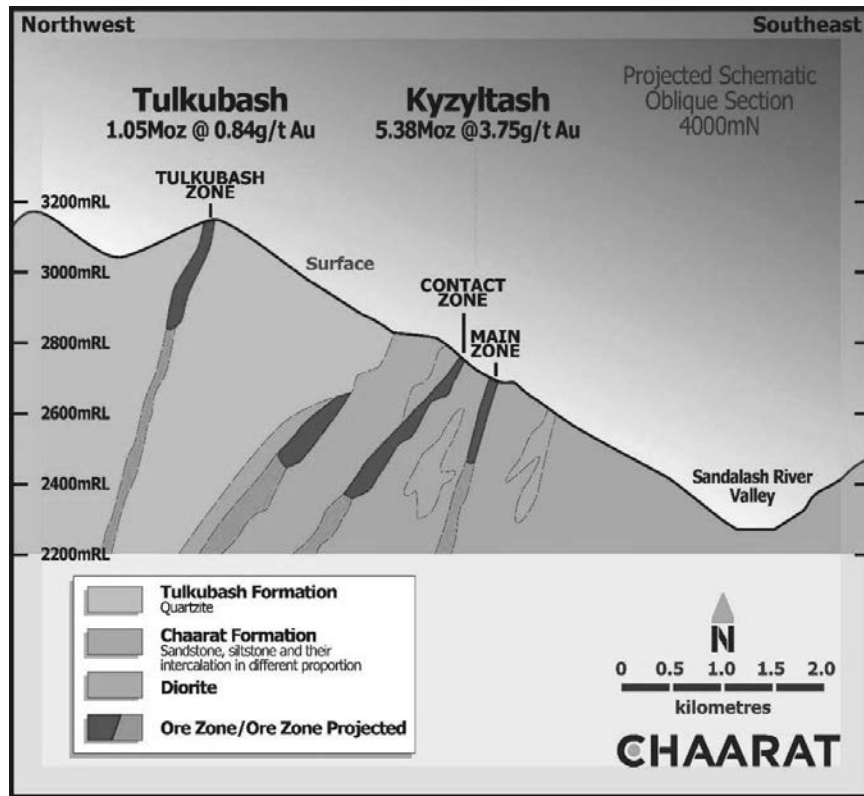 Northwest
Southeast
Tulkubash
1.05Moz @ 0.84g/t Au
Kyzyltash
5.38Moz @3.75g/t Au
Projected Schematic
Oblique Section
4000mN
TULKUBASH
ZONE
3200mRL
Surface
3000mRL
CONTACT
ZONE
2800mRL
MAIN
ZONE
2600mRL
2400mRL
Sandalash River
Valley
2200mRL
Tulkubash Formation
Quartzite
Chaarat Formation
Sandstone, siltstone and their
intercalation in different proportion
Diorite
Ore Zone/Ore Zone Projected
N
0 0.5 1.0 1.5 2.0
kilometres
CHAARAT